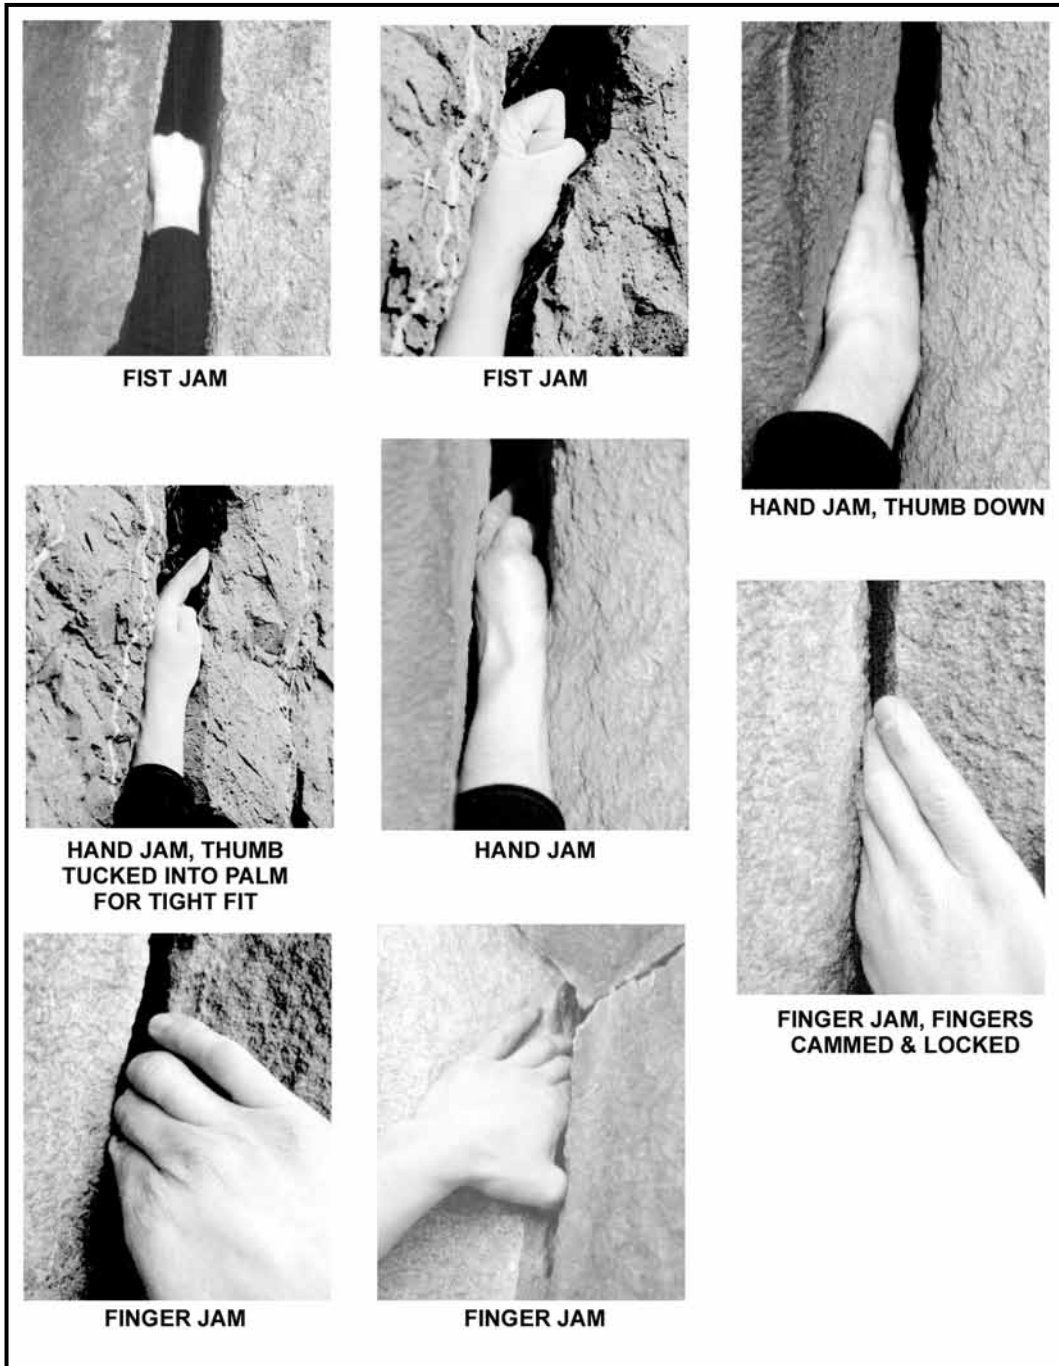 FIST JAM
FIST JAM
HAND JAM, THUMB DOWN
HAND JAM, THUMB
TUCKED INTO PALM
FOR TIGHT FIT
HAND JAM
FINGER JAM, FINGERS
CAMMED & LOCKED
FINGER JAM
FINGER JAM